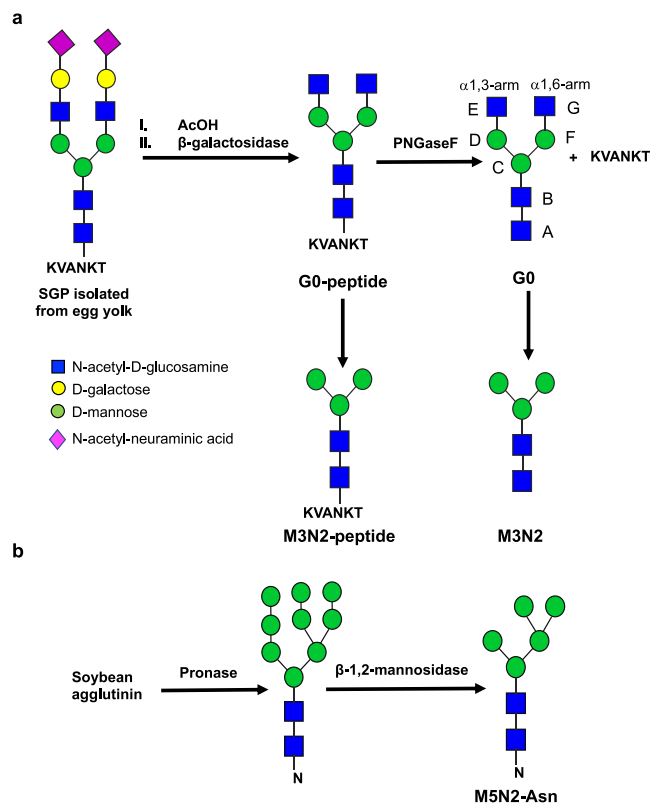 a
α1,3-arm α1,6-arm
E G
I. AcOH
II. β-galactosidase
PNGaseF
D F
C + KVANKT
B
A
KVANKT
KVANKT
SGP isolated
from egg yolk
G0-peptide
G0
N-acetyl-D-glucosamine
D-galactose
D-mannose
N-acetyl-neuraminic acid
KVANKT
M3N2-peptide
M3N2
b
Soybean
agglutinin
Pronase
β-1,2-mannosidase
N
N
M5N2-Asn